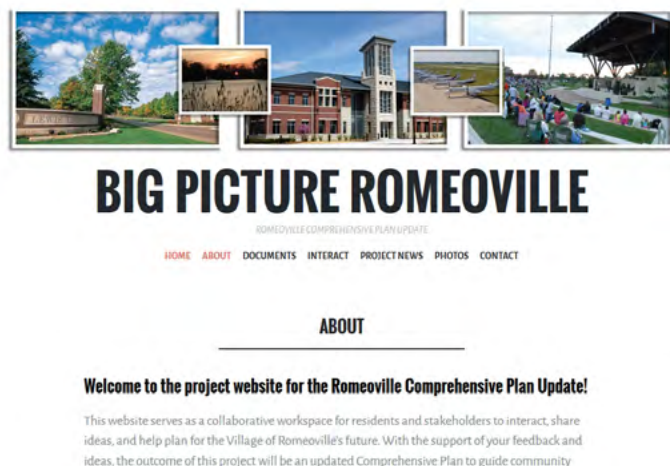 BIG PICTURE ROMEOVILLE
ROMEOVILLE COMPREHENSIVE PLAN UPDATE
HOME ABOUT DOCUMENTS INTERACT PROJECT NEWS PHOTOS CONTACT
ABOUT
Welcome to the project website for the Romeoville Comprehensive Plan Update!
This website serves as a collaborative workspace for residents and stakeholders to interact, share
ideas, and help plan for the Village of Romeoville's future. With the support of your feedback and
ideas, the outcome of this project will be an updated Comprehensive Plan to guide community